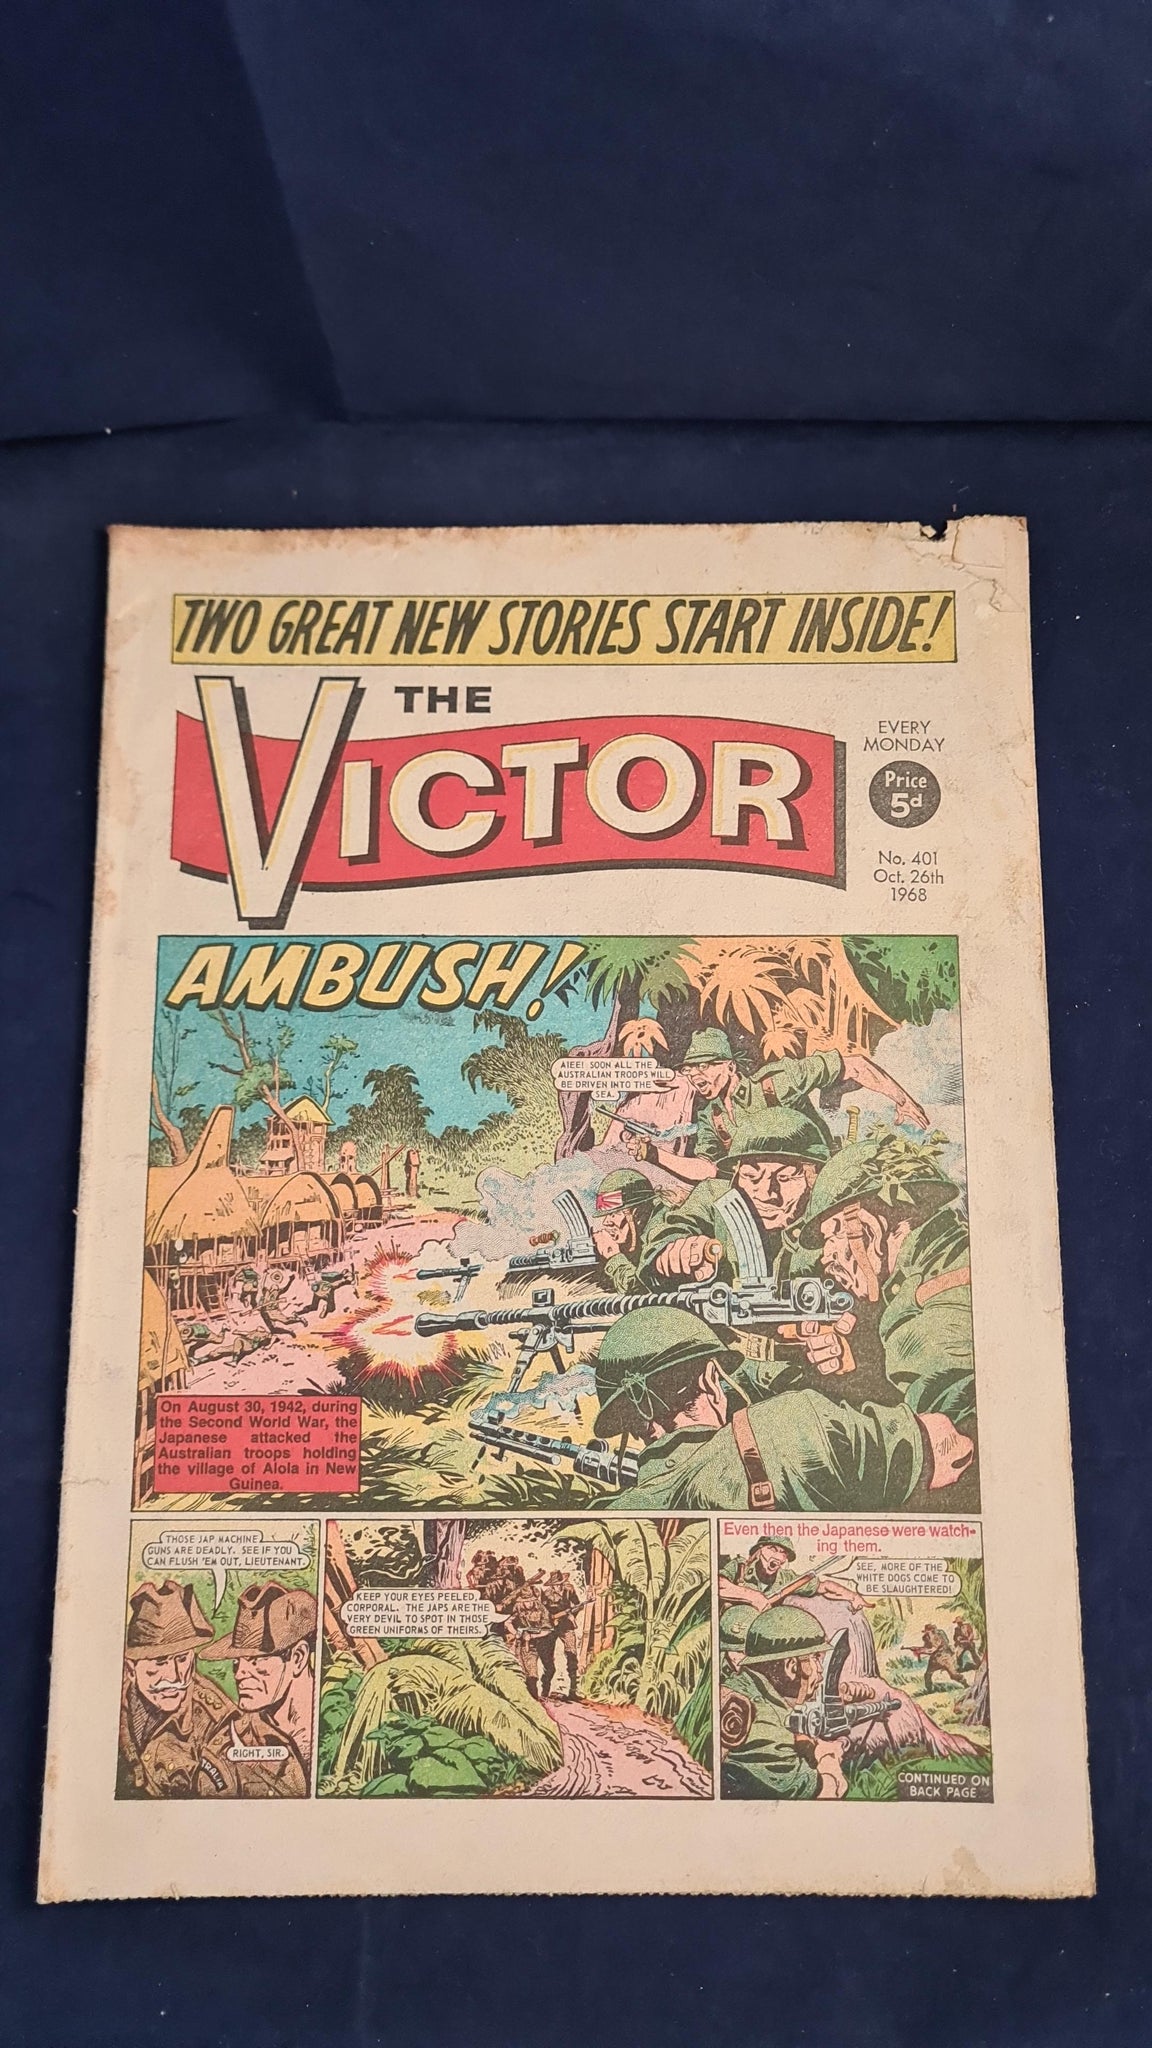 TWO GREAT NEW STORIES START INSIDE!
THE
VICTOR
EVERY
MONDAY
Price
5d
No. 401
Oct. 26th
1968
AMBUSH!
AIEE! SOON ALL THE
AUSTRALIAN TROOPS WILL
BE DRIVEN INTO THE
SEA.
On August 30, 1942, during
the Second World War, the
Japanese attacked the
Australian troops holding
the village of Alola in New
Guinea.
THOSE JAP MACHINE
GUNS ARE DEADLY. SEE IF YOU
CAN FLUSH 'EM OUT, LIEUTENANT.
RIGHT, SIR.
TRALIA
KEEP YOUR EYES PEELED,
CORPORAL. THE JAPS ARE THE
VERY DEVIL TO SPOT IN THOSE
GREEN UNIFORMS OF THEIRS.
Even then the Japanese were watch-
ing them.
SEE, MORE OF THE
WHITE DOGS COME TO
BE SLAUGHTERED!
CONTINUED ON
BACK PAGE